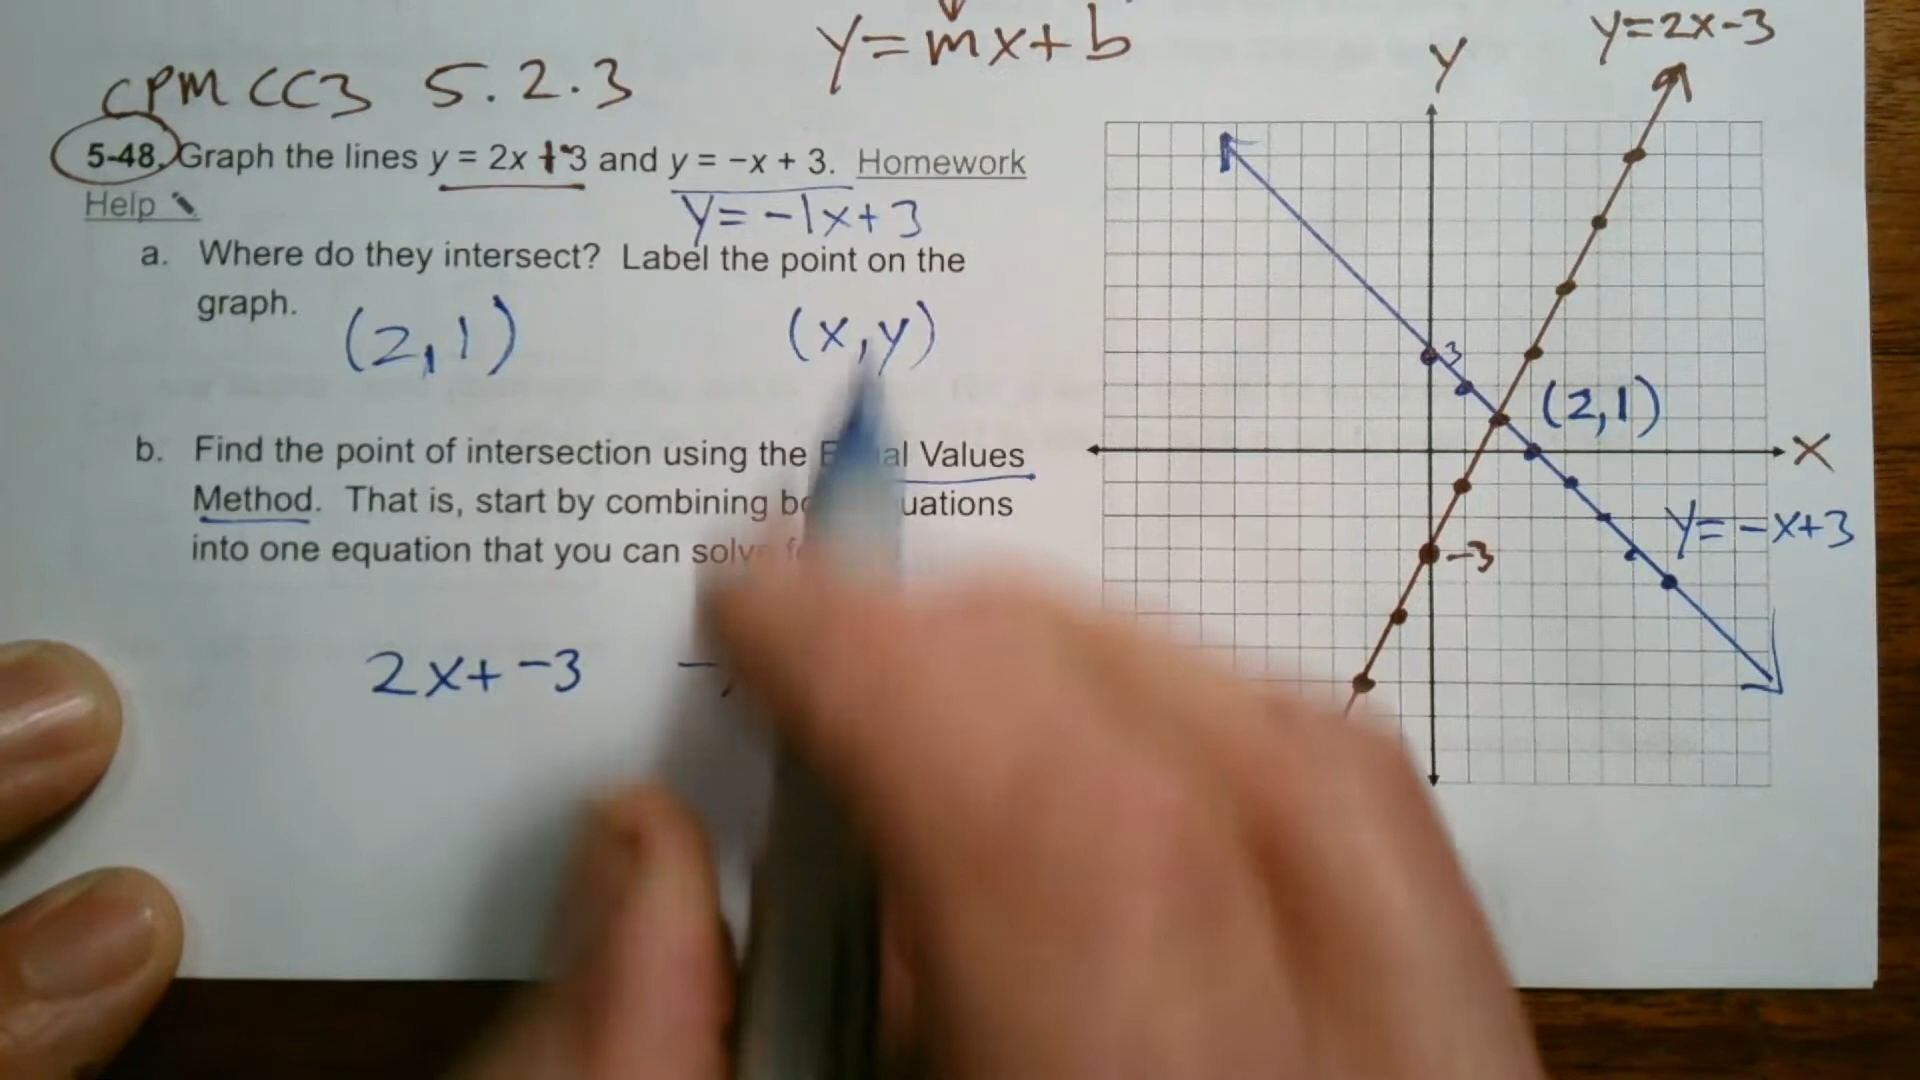 y=mx+b
CPM CC3 5.2.3
5-48. Graph the lines y = 2x +-3 and y = −x + 3. Homework
Help
y=-1x+3
a. Where do they intersect? Label the point on the
graph.
(2,1)
(x,y)
b. Find the point of intersection using the Values
Method. That is, start by combining
into one equation that you can
2x+-3
y=2x-3
Y
3
(2,1)
X
y=-x+3
-3